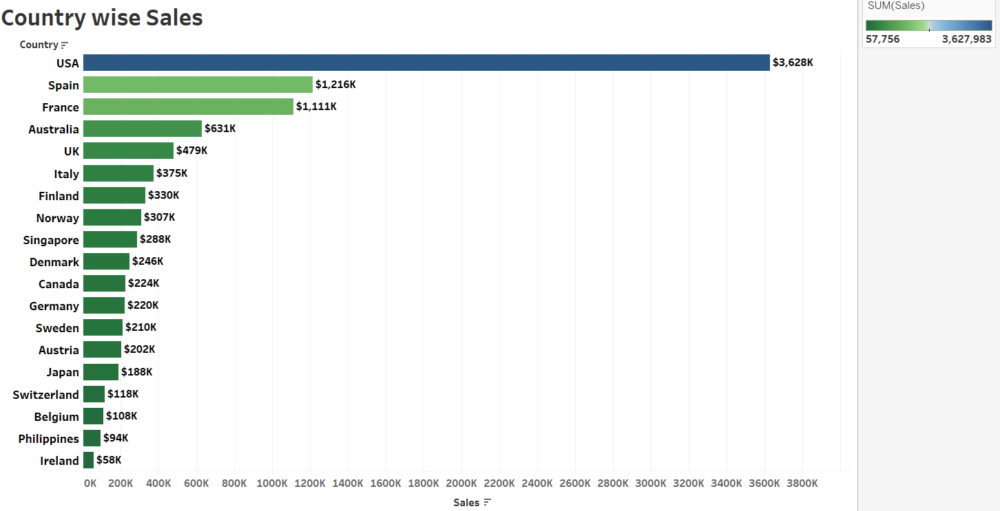 Country wise Sales
SUM(Sales)
57,756 3,627,983
Country
USA $3,628K
Spain $1,216K
France $1,111K
Australia $631K
UK $479K
Italy $375K
Finland $330K
Norway $307K
Singapore $288K
Denmark $246K
Canada $224K
Germany $220K
Sweden $210K
Austria $202K
Japan $188K
Switzerland $118K
Belgium $108K
Philippines $94K
Ireland $58K
0K 200K 400K 600K 800K 1000K 1200K 1400K 1600K 1800K 2000K 2200K 2400K 2600K 2800K 3000K 3200K 3400K 3600K 3800K
Sales